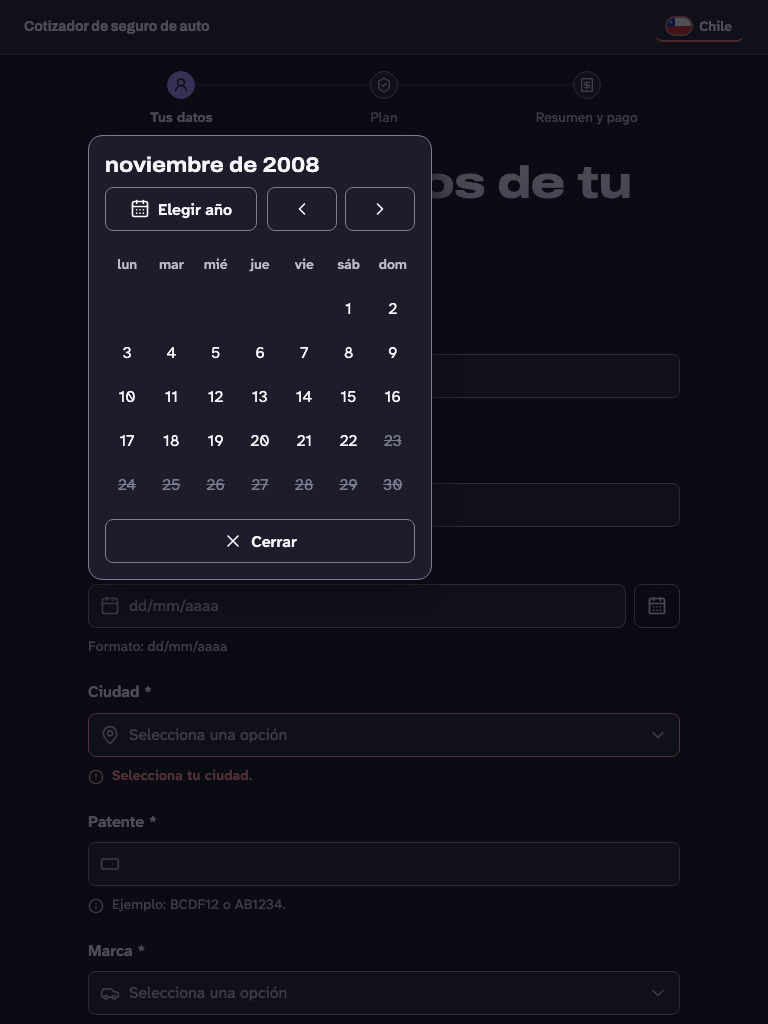 Cotizador de seguro de auto
Chile
Tus datos
Plan
Resumen y pago
os de tu
noviembre de 2008
Elegir año
lun mar mié jue vie sáb dom
1 2
3 4 5 6 7 8 9
10 11 12 13 14 15 16
17 18 19 20 21 22 23
24 25 26 27 28 29 30
Cerrar
dd/mm/aaaa
Formato: dd/mm/aaaa
Ciudad *
Selecciona una opción
Selecciona tu ciudad.
Patente *
Ejemplo: BCDF12 o AB1234.
Marca *
Selecciona una opción